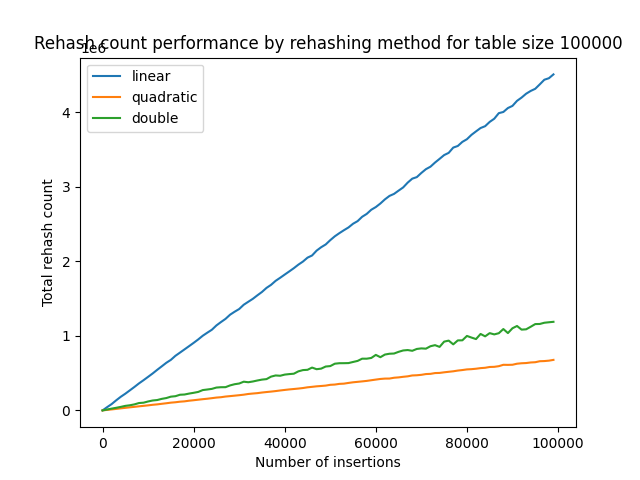 Rehash count performance by rehashing method for table size 100000
1e6
linear
quadratic
double
4
3
2
1
0
Total rehash count
0 20000 40000 60000 80000 100000
Number of insertions